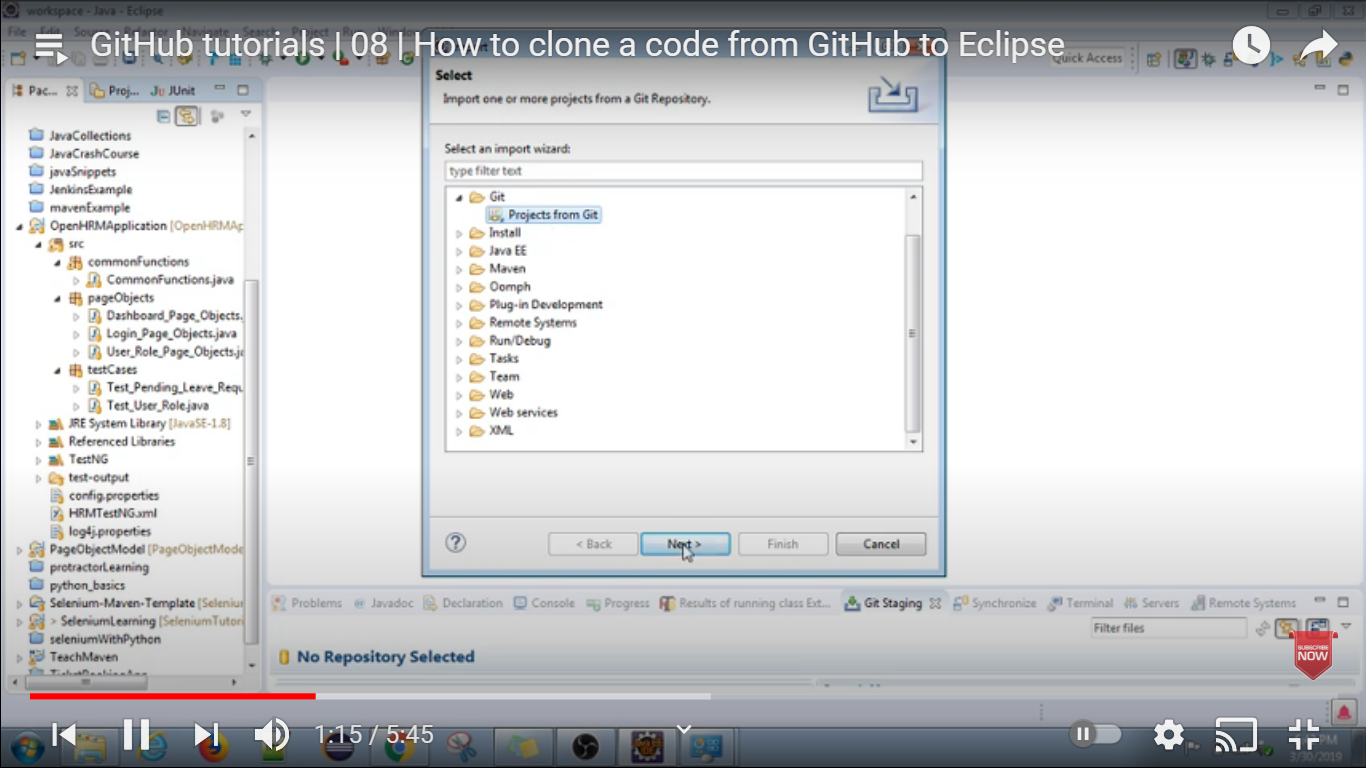 workspace - Java - Eclipse
GitHub tutorials | 08 | How to clone a code from GitHub to Eclipse
Quick Access
Pac...
Proj...
JUnit
JavaCollections
JavaCrashCourse
javaSnippets
JenkinsExample
mavenExample
OpenHRMApplication [OpenHRMAp
src
commonFunctions
CommonFunctions.java
pageObjects
Dashboard_Page_Objects.
Login_Page_Objects.java
User_Role_Page_Objects.ja
testCases
Test_Pending_Leave_Requ
Test_User_Role.java
JRE System Library [JavaSE-1.8]
Referenced Libraries
TestNG
test-output
config.properties
HRMTestNG.xml
log4j.properties
PageObjectModel [PageObjectMode
protractorLearning
python_basics
Selenium-Maven-Template [Seleniun
> SeleniumLearning [SeleniumTutori
seleniumWithPython
TeachMaven
Select
Import one or more projects from a Git Repository.
Select an import wizard:
type filter text
Git
Projects from Git
Install
Java EE
Maven
Oomph
Plug-in Development
Remote Systems
Run/Debug
Tasks
Team
Web
Web services
XML
< Back
Next >
Finish
Cancel
Problems
Javadoc
Declaration
Console
Progress
Results of running class Ext...
Git Staging
Synchronize
Terminal
Servers
Remote Systems
Filter files
No Repository Selected
SUBSCRIBE
NOW
1:15 / 5:45
3/30/2019